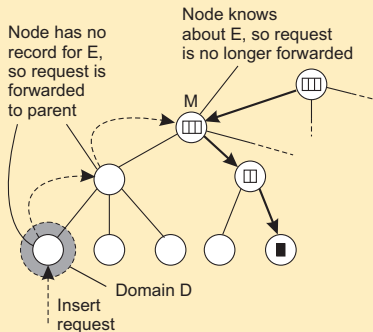 Node has no
record for E,
so request is
forwarded
to parent
Node knows
about E, so request
is no longer forwarded
M
Domain D
Insert
request